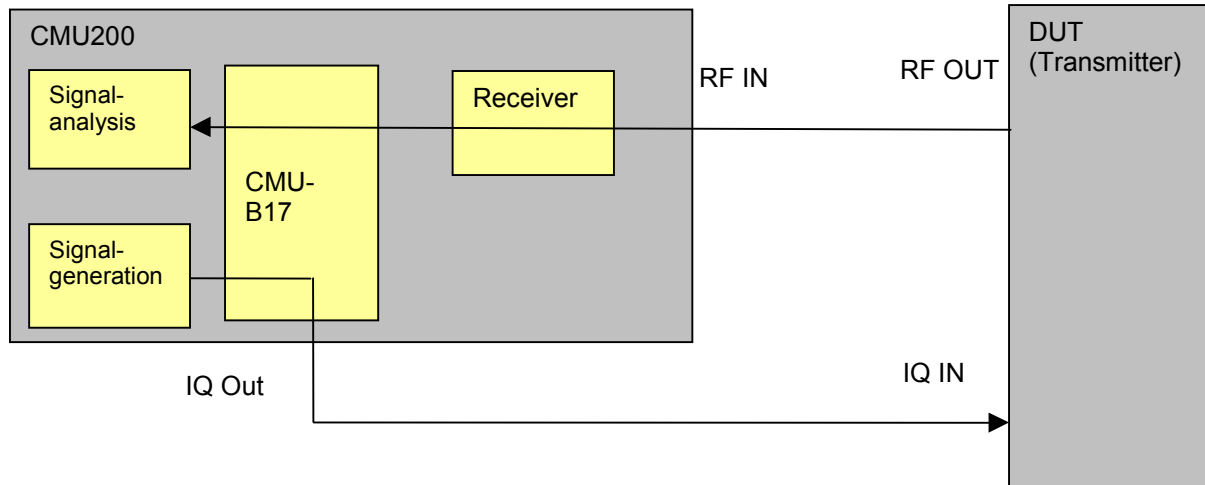 CMU200
Signal-
analysis
CMU-
B17
Receiver
Signal-
generation
RF IN
RF OUT
DUT
(Transmitter)
IQ Out
IQ IN